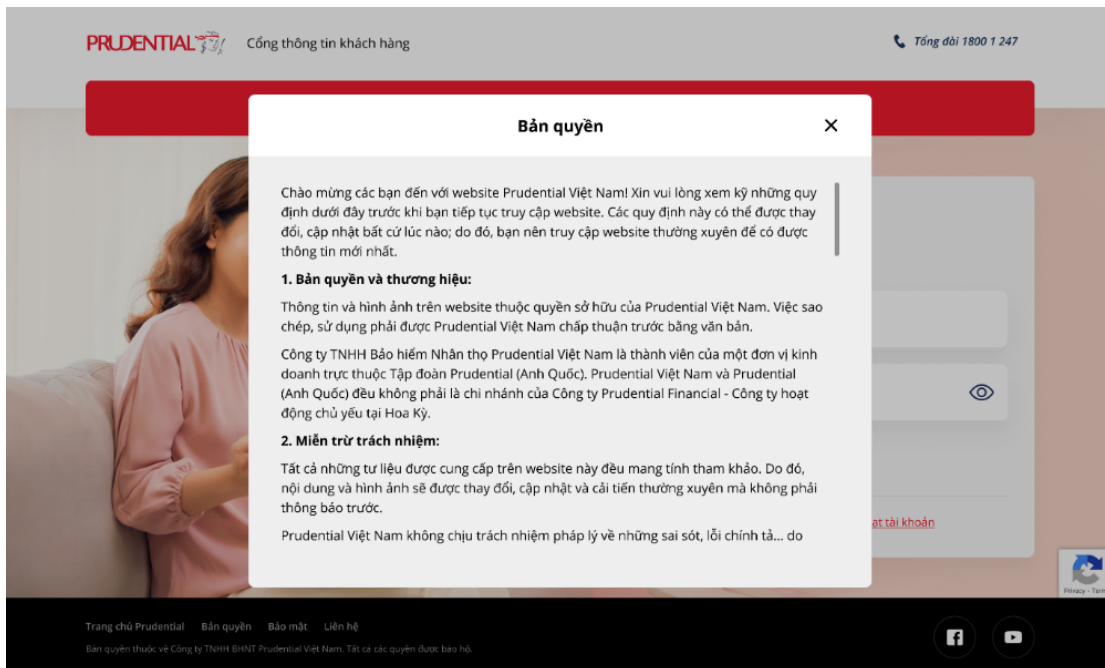 PRUDENTIAL
Cổng thông tin khách hàng
Tổng đài 1800 1 247
Bản quyền
Chào mừng các bạn đến với website Prudential Việt Nam! Xin vui lòng xem kỹ những quy
định dưới đây trước khi bạn tiếp tục truy cập website. Các quy định này có thể được thay
đổi, cập nhật bất cứ lúc nào; do đó, bạn nên truy cập website thường xuyên để có được
thông tin mới nhất.
1. Bản quyền và thương hiệu:
Thông tin và hình ảnh trên website thuộc quyền sở hữu của Prudential Việt Nam. Việc sao
chép, sử dụng phải được Prudential Việt Nam chấp thuận trước bằng văn bản.
Công ty TNHH Bảo hiểm Nhân thọ Prudential Việt Nam là thành viên của một đơn vị kinh
doanh trực thuộc Tập đoàn Prudential (Anh Quốc). Prudential Việt Nam và Prudential
(Anh Quốc) đều không phải là chi nhánh của Công ty Prudential Financial - Công ty hoạt
động chủ yếu tại Hoa Kỳ.
2. Miễn trừ trách nhiệm:
Tất cả những tư liệu được cung cấp trên website này đều mang tính tham khảo. Do đó,
nội dung và hình ảnh sẽ được thay đổi, cập nhật và cải tiến thường xuyên mà không phải
thông báo trước.
Prudential Việt Nam không chịu trách nhiệm pháp lý về những sai sót, lỗi chính tả... do
ạt tài khoản
Privacy - Term
Trang chủ Prudential Bản quyền Bảo mật Liên hệ
Bản quyền thuộc về Công ty TNHH BHNT Prudential Việt Nam. Tất cả các quyền được bảo hộ.